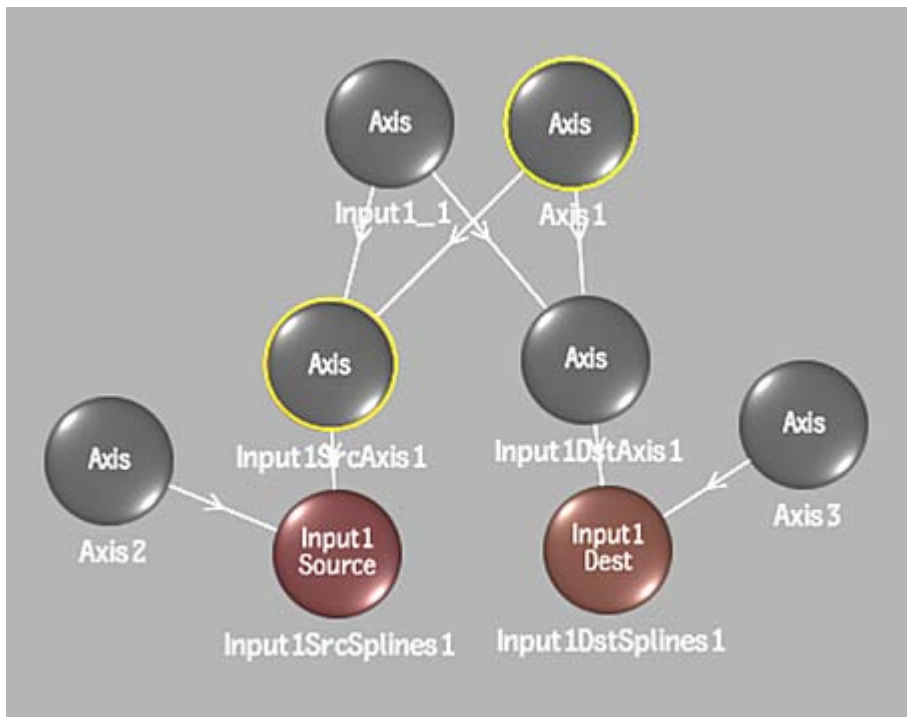 Axis
Axis
Input1_1
Axis1
Axis
Axis
Axis
Axis
Input1SrcAxis1
Input1DstAxis1
Axis3
Axis2
Input1
Source
Input1
Dest
Input1SrcSplines1
Input1DstSplines1